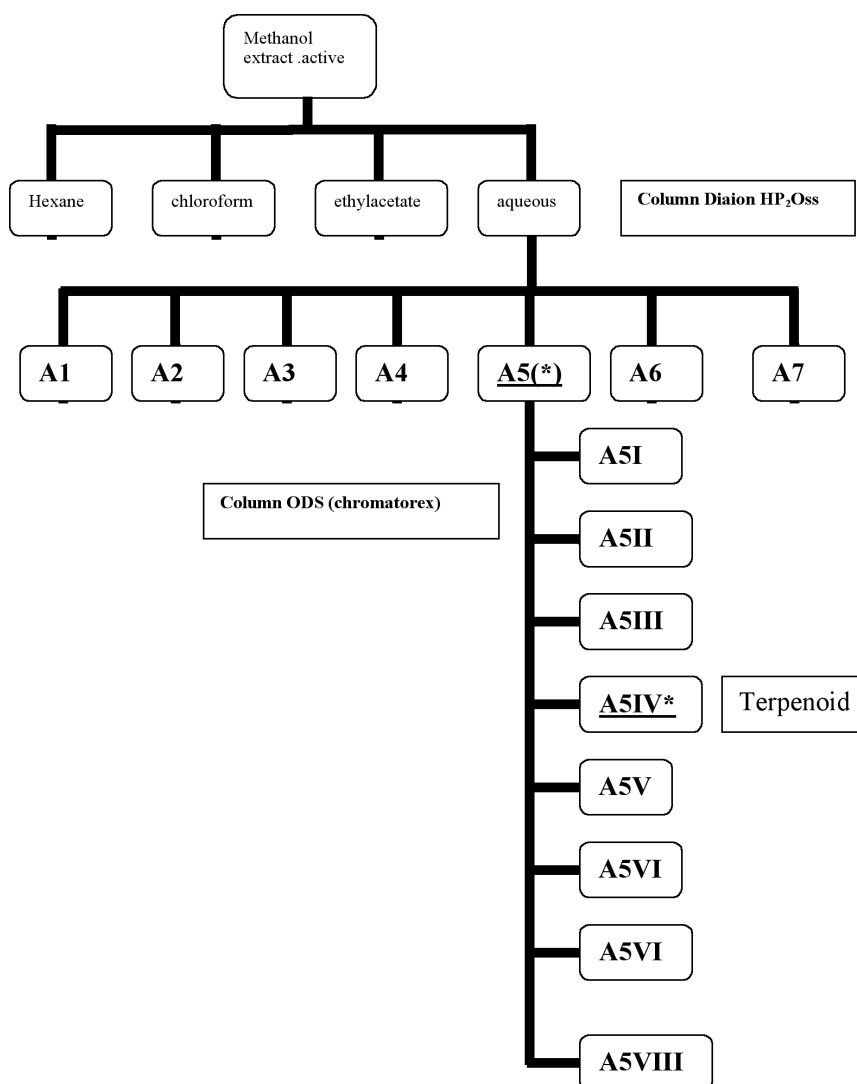 Methanol
extract .active
Hexane
chloroform
ethylacetate
aqueous
Column Diaion HP₂Oss
A1
A2
A3
A4
A5(*)
A6
A7
A5I
Column ODS (chromatorex)
A5II
A5III
A5IV*
Terpenoid
A5V
A5VI
A5VI
A5VIII